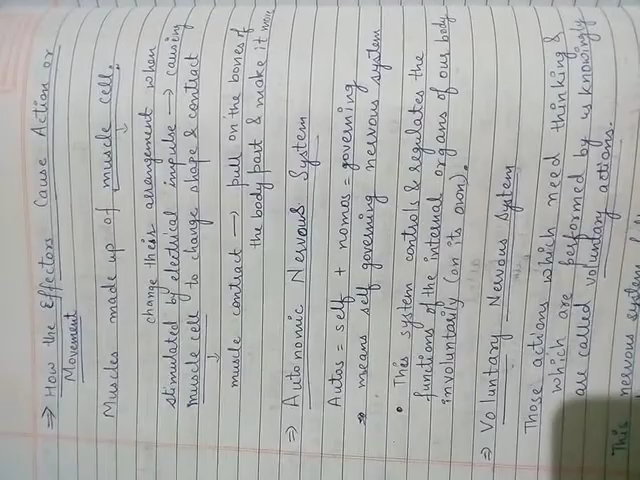 ⇒ How the Effectors Cause Action or
Movement
Muscles made up of muscle cell.
↓
change their arrangement when
stimulated by electrical impulse → causing
muscle cell to change shape & contract
↓
muscle contract → pull on the bones of
the body part & make it move
⇒ Autonomic Nervous System
Autos = self + nomos = governing
means self governing nervous system
• This system controls & regulates the
functions of the internal organs of our body
involuntarily (on its own).
⇒ Voluntary Nervous System
Those actions which need thinking &
which are performed by us knowingly
are called voluntary actions.
This
nervous system